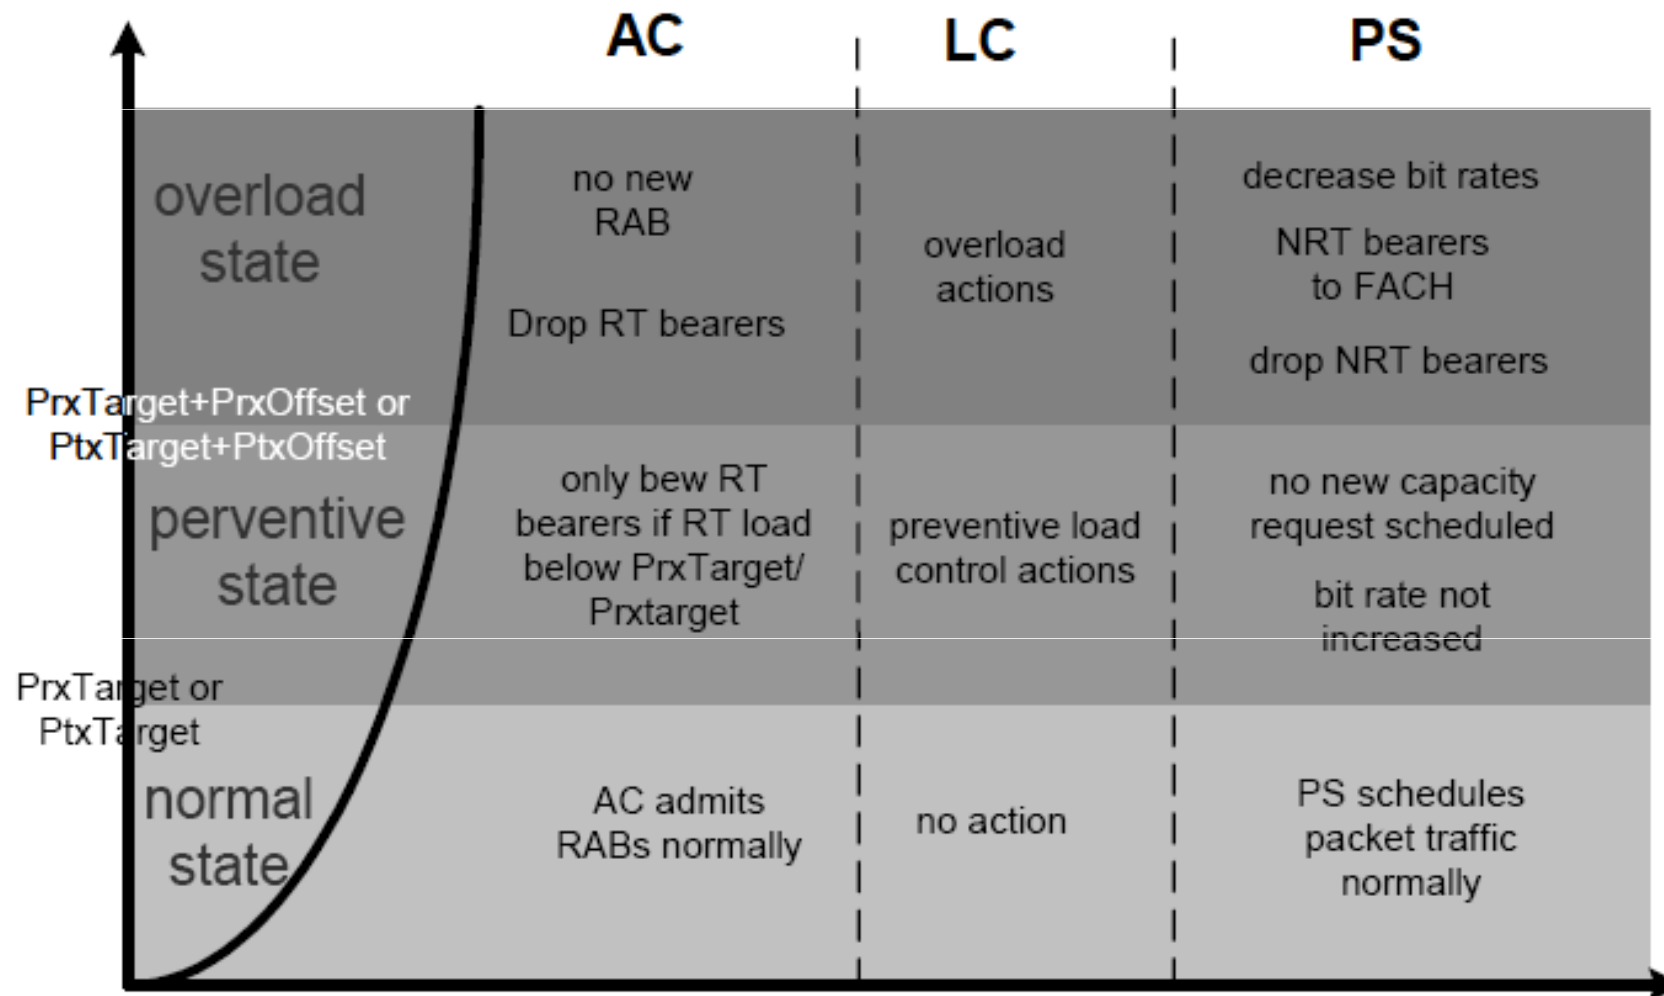 AC
LC
PS
overload
state
no new
RAB
Drop RT bearers
overload
actions
decrease bit rates
NRT bearers
to FACH
drop NRT bearers
PrxTarget+PrxOffset or
PtxTarget+PtxOffset
perventive
state
only bew RT
bearers if RT load
below PrxTarget/
Prxtarget
preventive load
control actions
no new capacity
request scheduled
bit rate not
increased
PrxTarget or
PtxTarget
normal
state
AC admits
RABs normally
no action
PS schedules
packet traffic
normally